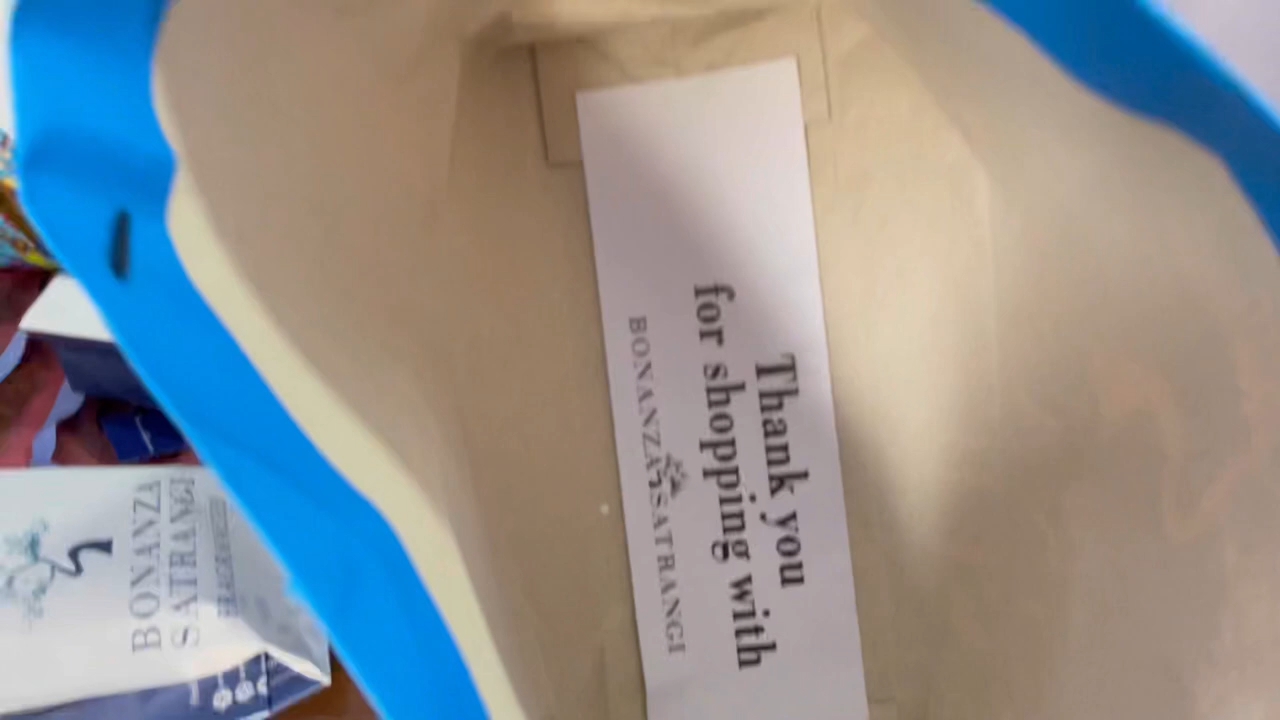 Thank you
for shopping with
BONANZA SATRANGI
BONANZA
SATRANGI